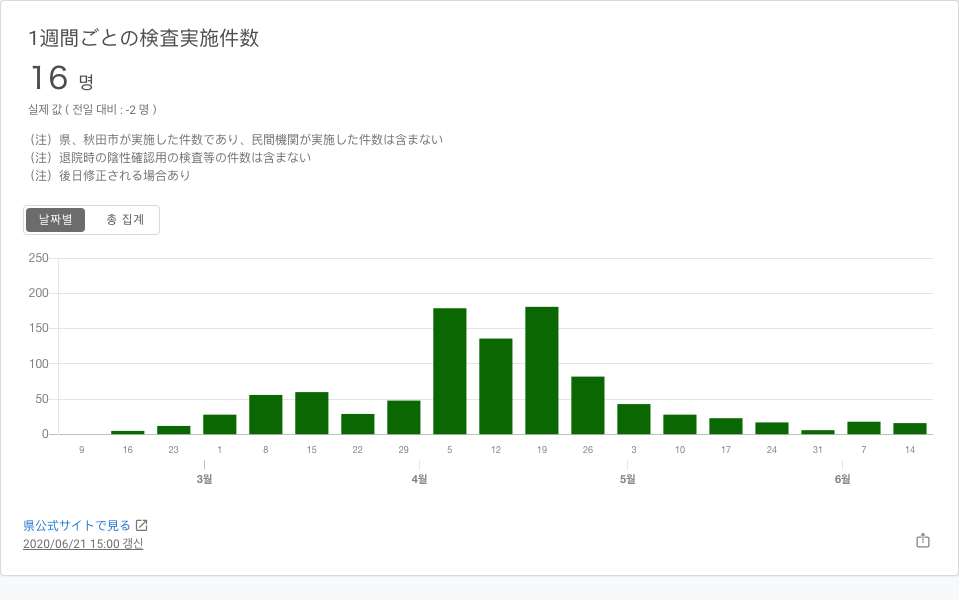 1週間ごとの検査実施件数
16 명
실제 값 ( 전일 대비 : -2 명 )
（注）県、秋田市が実施した件数であり、民間機関が実施した件数は含まない
（注）退院時の陰性確認用の検査等の件数は含まない
（注）後日修正される場合あり
날짜별 총 집계
250
200
150
100
50
0
9 16 23 1 8 15 22 29 5 12 19 26 3 10 17 24 31 7 14
3월 4월 5월 6월
県公式サイトで見る
2020/06/21 15:00 갱신